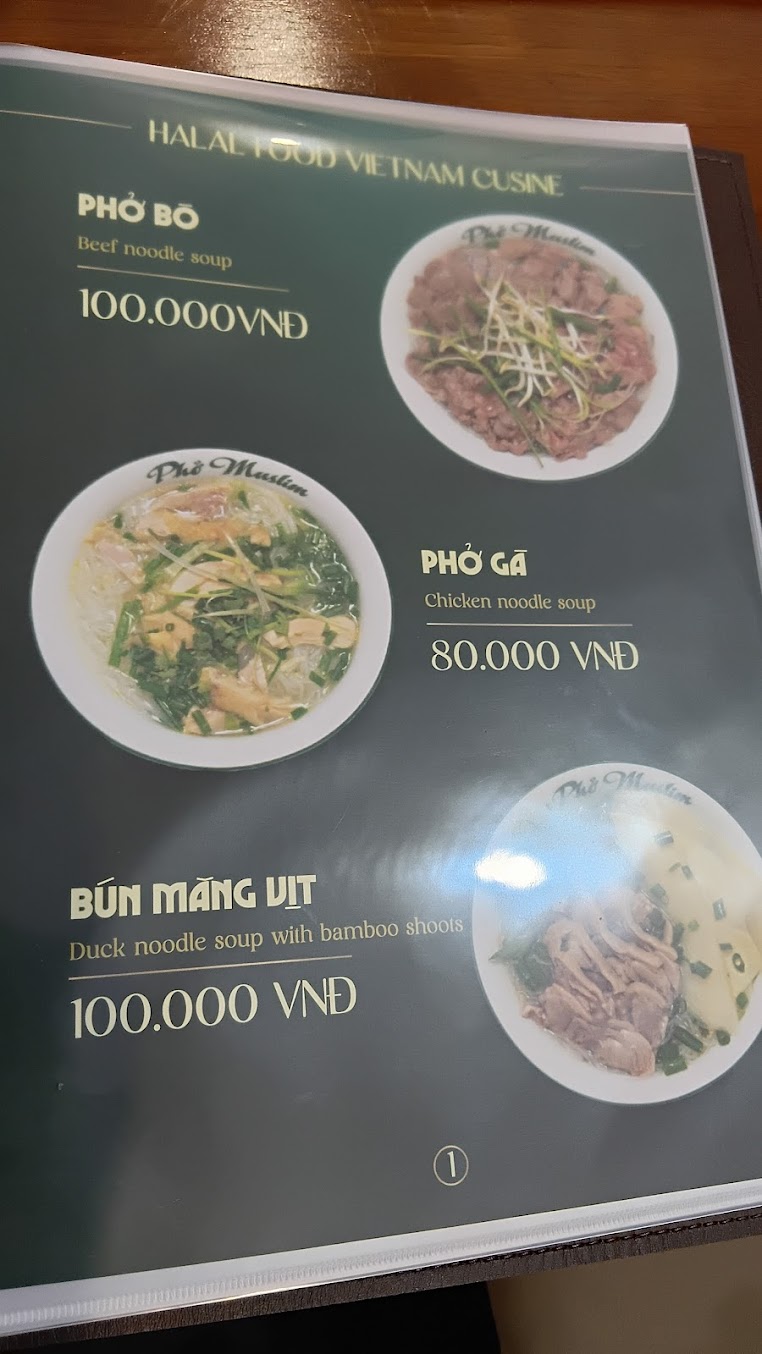 HALAL FOOD VIETNAM CUSINE
PHỞ BÒ
Beef noodle soup
100.000VNĐ
Phở Muslim
Phở Muslim
PHỞ GÀ
Chicken noodle soup
80.000 VNĐ
Phở Muslim
BÚN MĂNG VỊT
Duck noodle soup with bamboo shoots
100.000 VNĐ
1